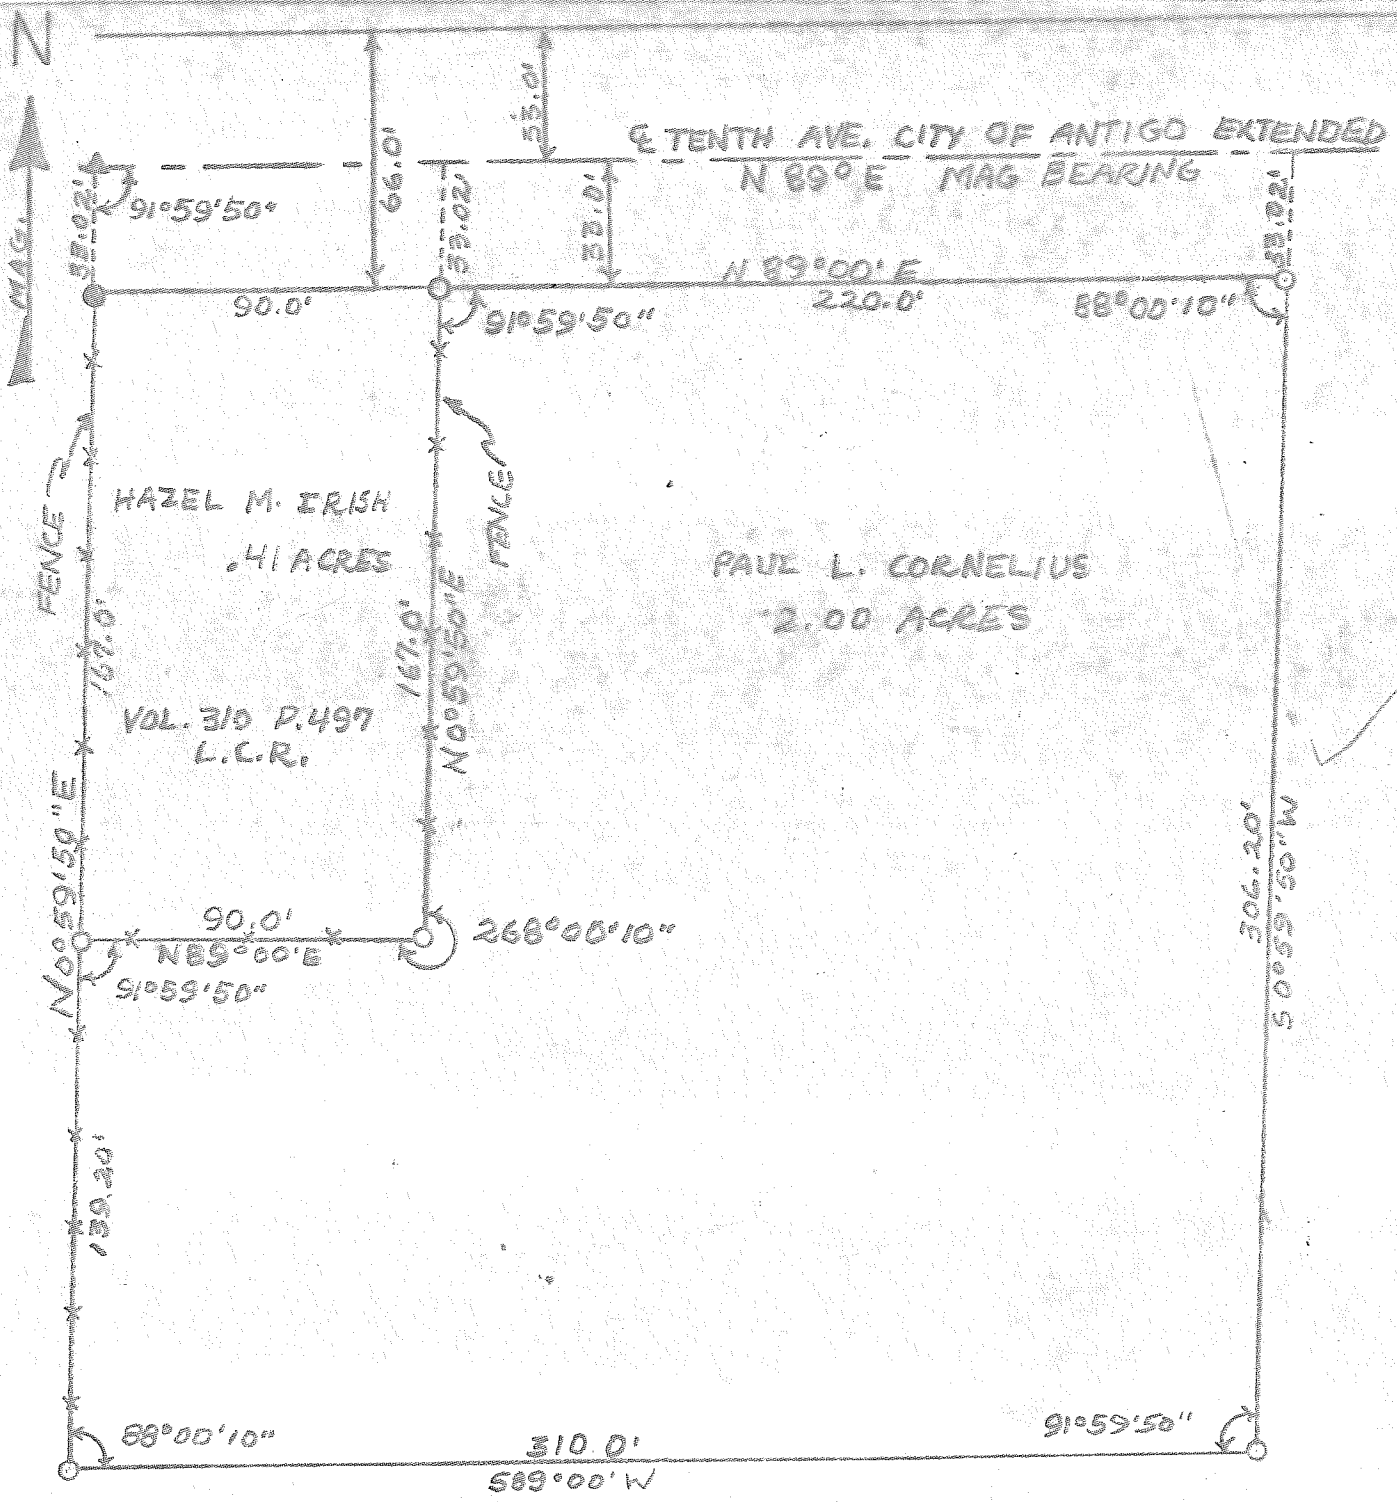 N
MAG.
66.0'
33.0'
℄ TENTH AVE. CITY OF ANTIGO EXTENDED
N 89° E MAG BEARING
33.02'
91°59'50"
33.02'
33.0'
33.02'
N 89°00' E
90.0'
220.0'
91°59'50"
88°00'10"
FENCE
FENCE
HAZEL M. IRISH
.41 ACRES
PAUL L. CORNELIUS
2.00 ACRES
167.0'
167.0'
N0°59'50"E
VOL. 310 P.497
L.C.R.
N0°59'50"E
306.20'
S 0°59'50"W
90.0'
N89°00'E
268°00'10"
91°59'50"
139.20'
88°00'10"
91°59'50"
310.0'
S89°00'W